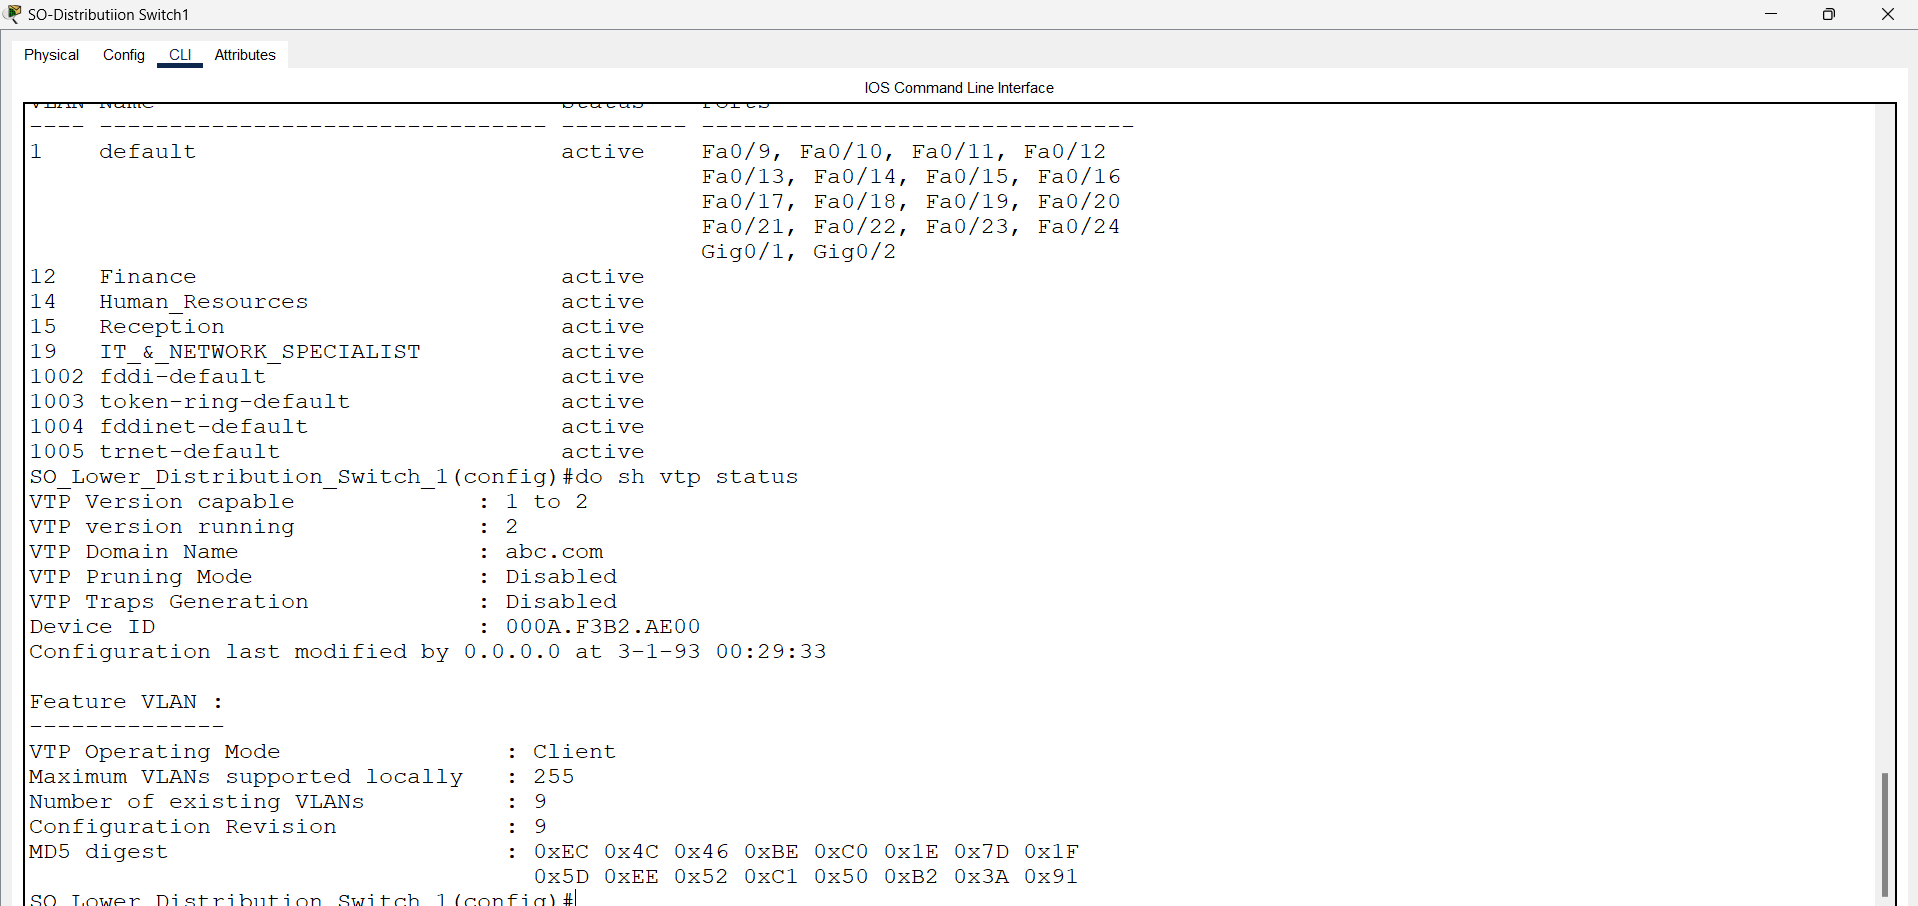 SO-Distributiion Switch1
Physical Config CLI Attributes
IOS Command Line Interface
VLAN Name Status Ports
---- -------------------------------- --------- -------------------------------
1 default active Fa0/9, Fa0/10, Fa0/11, Fa0/12
Fa0/13, Fa0/14, Fa0/15, Fa0/16
Fa0/17, Fa0/18, Fa0/19, Fa0/20
Fa0/21, Fa0/22, Fa0/23, Fa0/24
Gig0/1, Gig0/2
12 Finance active
14 Human_Resources active
15 Reception active
19 IT_&_NETWORK_SPECIALIST active
1002 fddi-default active
1003 token-ring-default active
1004 fddinet-default active
1005 trnet-default active
SO_Lower_Distribution_Switch_1(config)#do sh vtp status
VTP Version capable : 1 to 2
VTP version running : 2
VTP Domain Name : abc.com
VTP Pruning Mode : Disabled
VTP Traps Generation : Disabled
Device ID : 000A.F3B2.AE00
Configuration last modified by 0.0.0.0 at 3-1-93 00:29:33
Feature VLAN :
--------------
VTP Operating Mode : Client
Maximum VLANs supported locally : 255
Number of existing VLANs : 9
Configuration Revision : 9
MD5 digest : 0xEC 0x4C 0x46 0xBE 0xC0 0x1E 0x7D 0x1F
0x5D 0xEE 0x52 0xC1 0x50 0xB2 0x3A 0x91
SO_Lower_Distribution_Switch_1(config)#